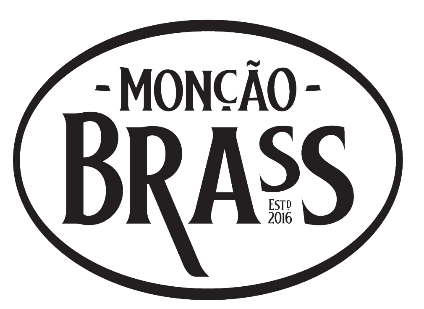 - MONÇÃO -
BRASS
ESTD
2016